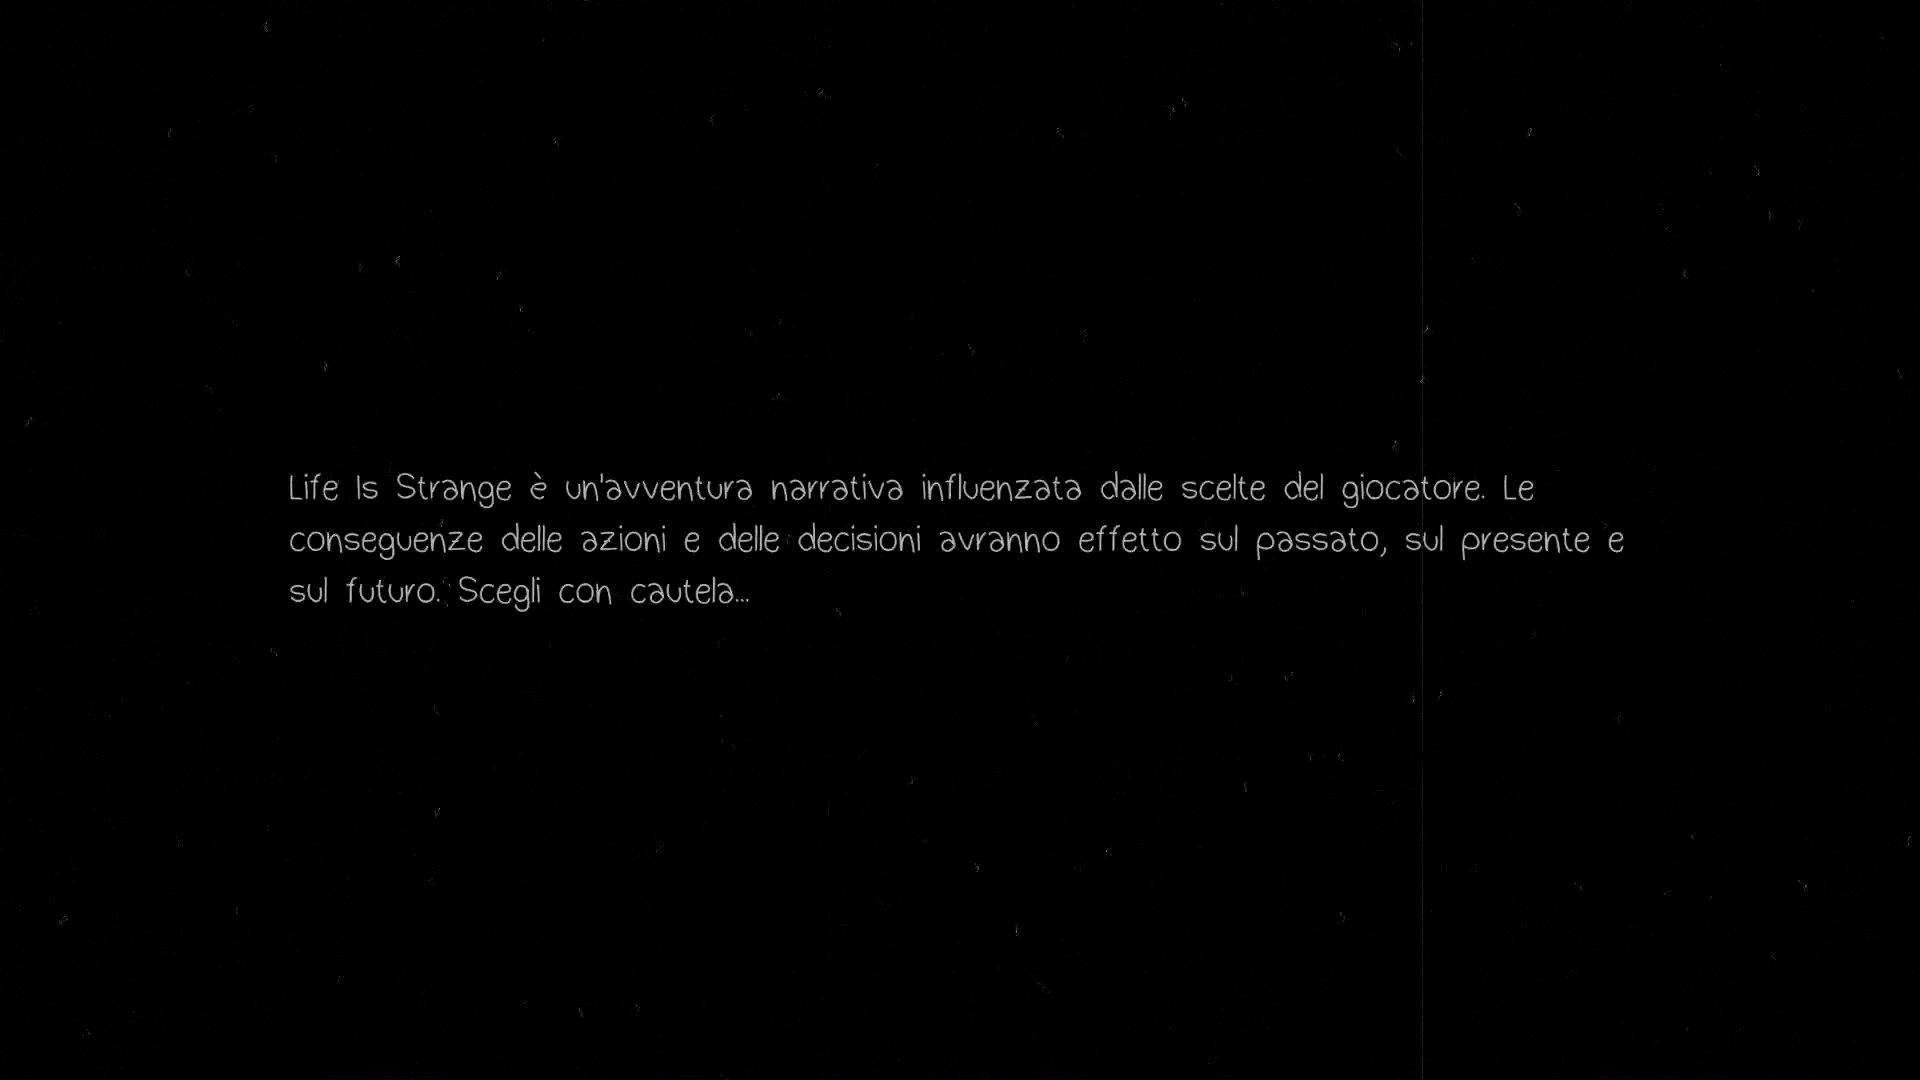 Life Is Strange è un'avventura narrativa influenzata dalle scelte del giocatore. Le
conseguenze delle azioni e delle decisioni avranno effetto sul passato, sul presente e
sul futuro. Scegli con cautela...